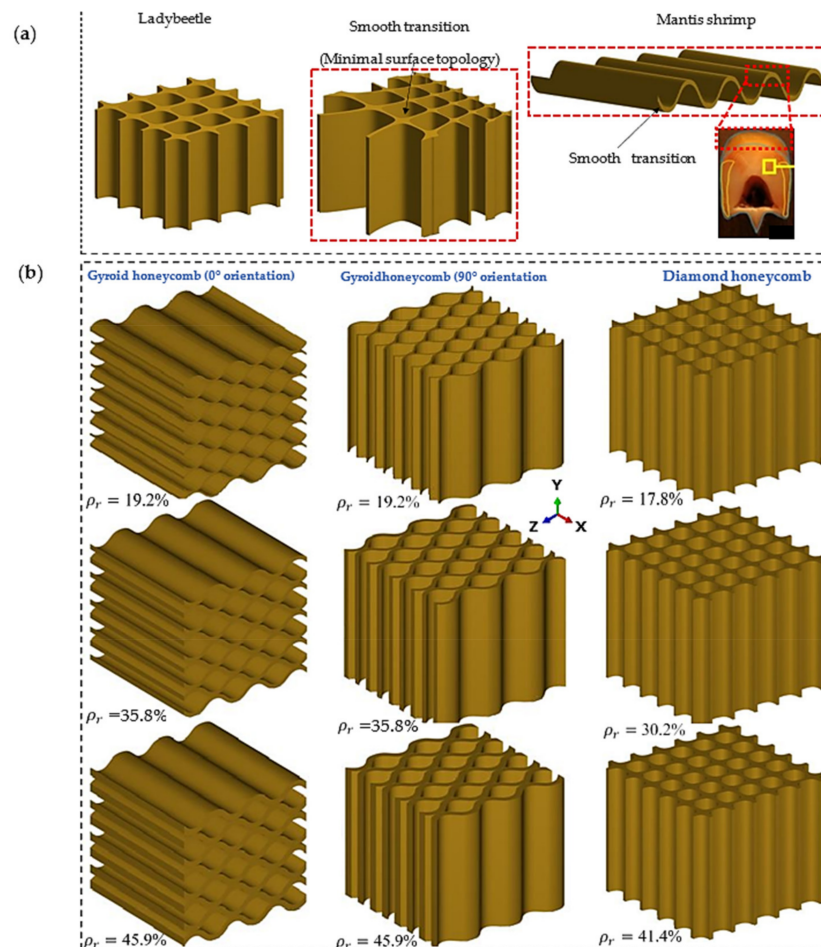 (a)
Ladybeetle
Smooth transition
(Minimal surface topology)
Mantis shrimp
Smooth transition
(b)
Gyroid honeycomb (0° orientation)
Gyroidhoneycomb (90° orientation
Diamond honeycomb
ρᵣ = 19.2%
ρᵣ = 19.2%
ρᵣ = 17.8%
Y
Z
X
ρᵣ =35.8%
ρᵣ =35.8%
ρᵣ = 30.2%
ρᵣ = 45.9%
ρᵣ = 45.9%
ρᵣ = 41.4%